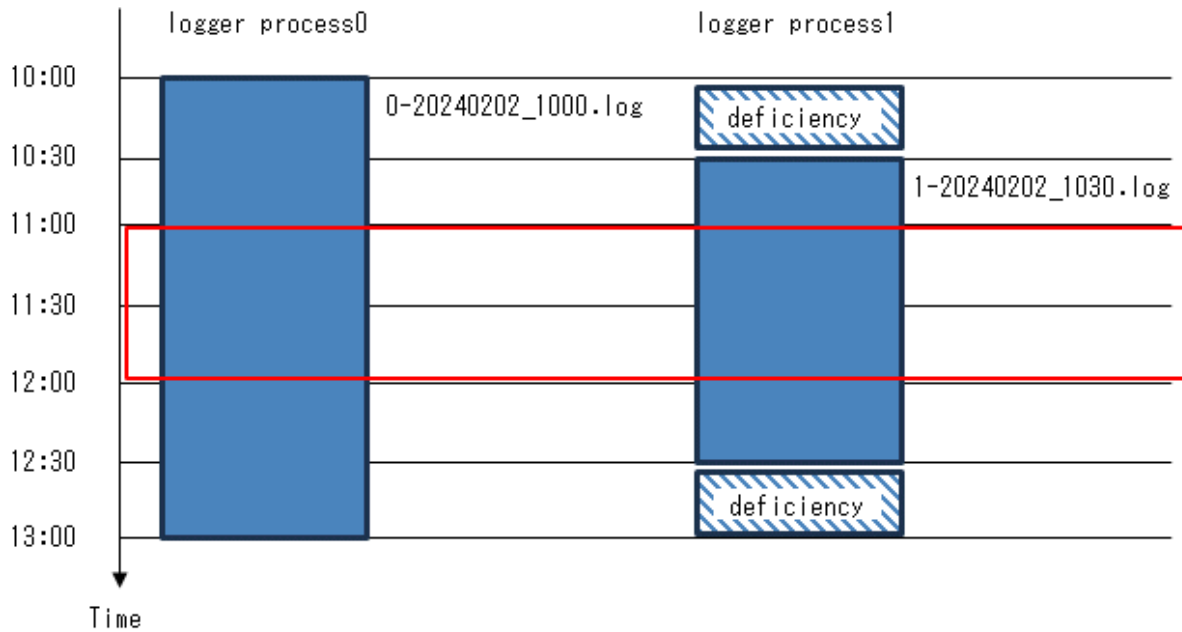 logger process0
logger process1
10:00
0-20240202_1000.log
deficiency
10:30
1-20240202_1030.log
11:00
11:30
12:00
12:30
deficiency
13:00
Time